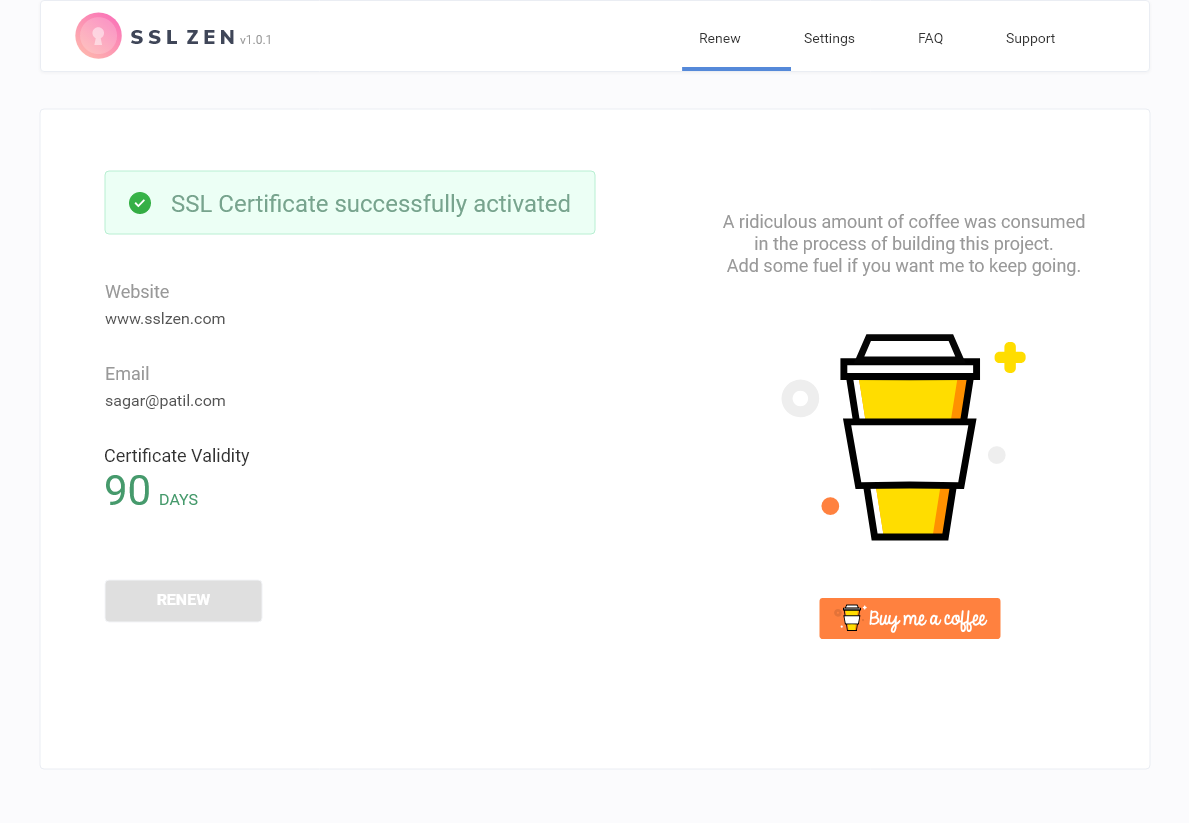 SSL ZEN v1.0.1
Renew
Settings
FAQ
Support
SSL Certificate successfully activated
Website
www.sslzen.com
Email
sagar@patil.com
Certificate Validity
90 DAYS
RENEW
A ridiculous amount of coffee was consumed
in the process of building this project.
Add some fuel if you want me to keep going.
Buy me a coffee